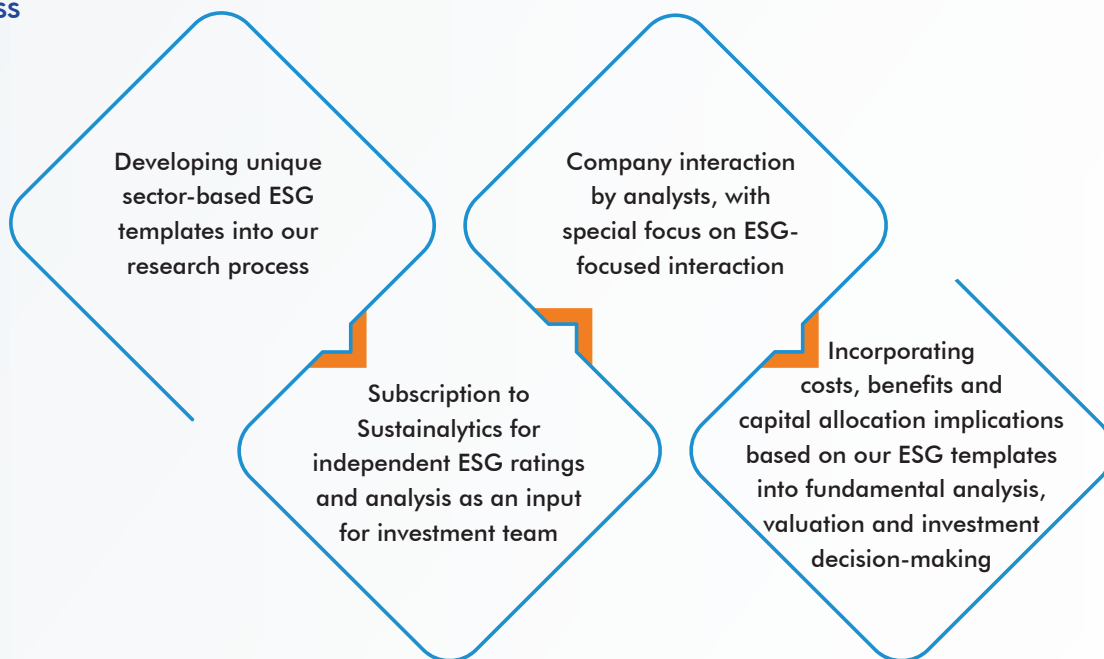 ss
Developing unique
sector-based ESG
templates into our
research process
Subscription to
Sustainalytics for
independent ESG ratings
and analysis as an input
for investment team
Company interaction
by analysts, with
special focus on ESG-
focused interaction
Incorporating
costs, benefits and
capital allocation implications
based on our ESG templates
into fundamental analysis,
valuation and investment
decision-making